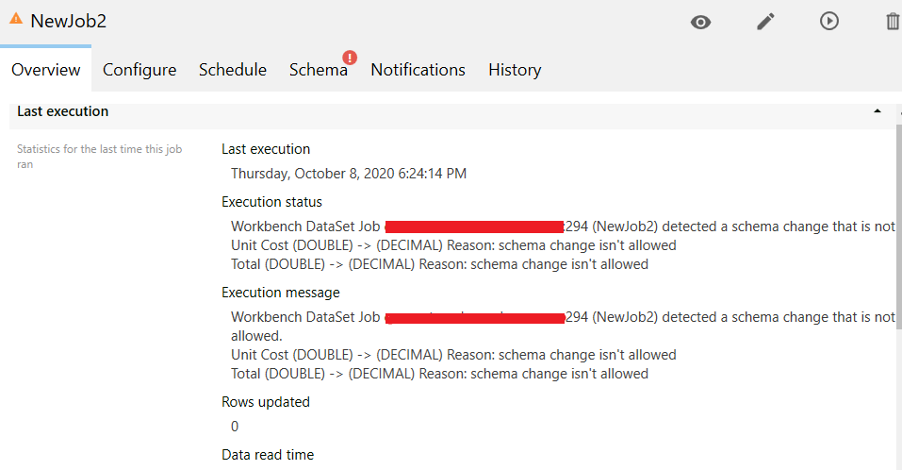 NewJob2
Overview Configure Schedule Schema ! Notifications History
Last execution
Statistics for the last time this job
ran
Last execution
Thursday, October 8, 2020 6:24:14 PM
Execution status
Workbench DataSet Job 294 (NewJob2) detected a schema change that is not
Unit Cost (DOUBLE) -> (DECIMAL) Reason: schema change isn't allowed
Total (DOUBLE) -> (DECIMAL) Reason: schema change isn't allowed
Execution message
Workbench DataSet Job 294 (NewJob2) detected a schema change that is not
allowed.
Unit Cost (DOUBLE) -> (DECIMAL) Reason: schema change isn't allowed
Total (DOUBLE) -> (DECIMAL) Reason: schema change isn't allowed
Rows updated
0
Data read time